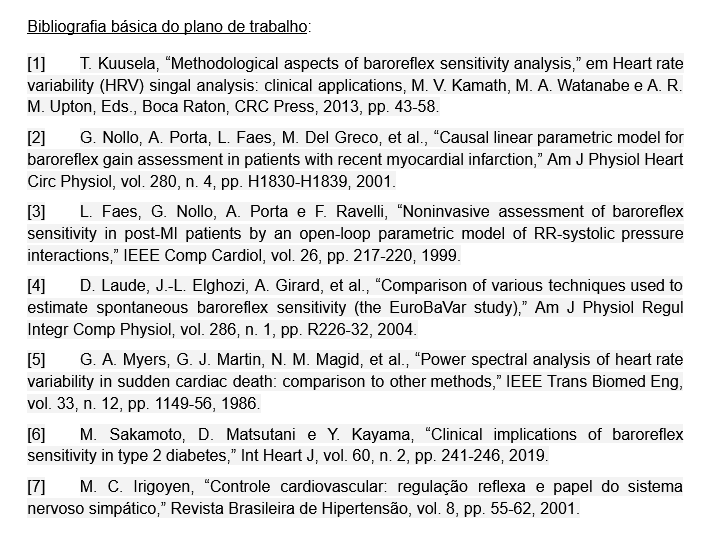 Bibliografia básica do plano de trabalho:
[1] T. Kuusela, “Methodological aspects of baroreflex sensitivity analysis,” em Heart rate
variability (HRV) singal analysis: clinical applications, M. V. Kamath, M. A. Watanabe e A. R.
M. Upton, Eds., Boca Raton, CRC Press, 2013, pp. 43-58.
[2] G. Nollo, A. Porta, L. Faes, M. Del Greco, et al., “Causal linear parametric model for
baroreflex gain assessment in patients with recent myocardial infarction,” Am J Physiol Heart
Circ Physiol, vol. 280, n. 4, pp. H1830-H1839, 2001.
[3] L. Faes, G. Nollo, A. Porta e F. Ravelli, “Noninvasive assessment of baroreflex
sensitivity in post-MI patients by an open-loop parametric model of RR-systolic pressure
interactions,” IEEE Comp Cardiol, vol. 26, pp. 217-220, 1999.
[4] D. Laude, J.-L. Elghozi, A. Girard, et al., “Comparison of various techniques used to
estimate spontaneous baroreflex sensitivity (the EuroBaVar study),” Am J Physiol Regul
Integr Comp Physiol, vol. 286, n. 1, pp. R226-32, 2004.
[5] G. A. Myers, G. J. Martin, N. M. Magid, et al., “Power spectral analysis of heart rate
variability in sudden cardiac death: comparison to other methods,” IEEE Trans Biomed Eng,
vol. 33, n. 12, pp. 1149-56, 1986.
[6] M. Sakamoto, D. Matsutani e Y. Kayama, “Clinical implications of baroreflex
sensitivity in type 2 diabetes,” Int Heart J, vol. 60, n. 2, pp. 241-246, 2019.
[7] M. C. Irigoyen, “Controle cardiovascular: regulação reflexa e papel do sistema
nervoso simpático,” Revista Brasileira de Hipertensão, vol. 8, pp. 55-62, 2001.